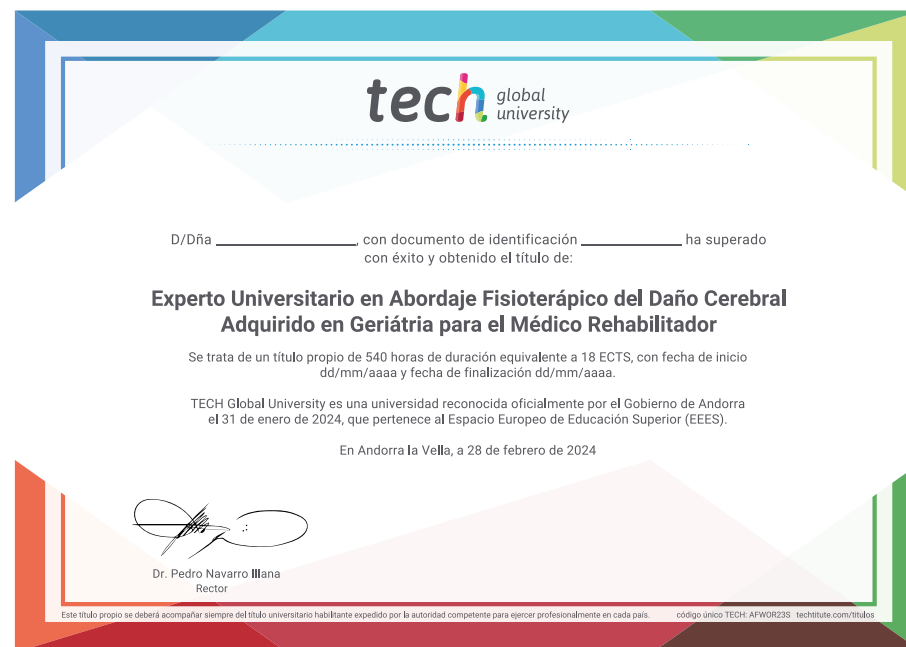 tech global university
D/Dña ______________, con documento de identificación __________ ha superado
con éxito y obtenido el título de:
Experto Universitario en Abordaje Fisioterápico del Daño Cerebral
Adquirido en Geriátria para el Médico Rehabilitador
Se trata de un título propio de 540 horas de duración equivalente a 18 ECTS, con fecha de inicio
dd/mm/aaaa y fecha de finalización dd/mm/aaaa.
TECH Global University es una universidad reconocida oficialmente por el Gobierno de Andorra
el 31 de enero de 2024, que pertenece al Espacio Europeo de Educación Superior (EEES).
En Andorra la Vella, a 28 de febrero de 2024
Dr. Pedro Navarro Illana
Rector
Este título propio se deberá acompañar siempre del título universitario habilitante expedido por la autoridad competente para ejercer profesionalmente en cada país. código único TECH: AFWOR23S techtitute.com/titulos